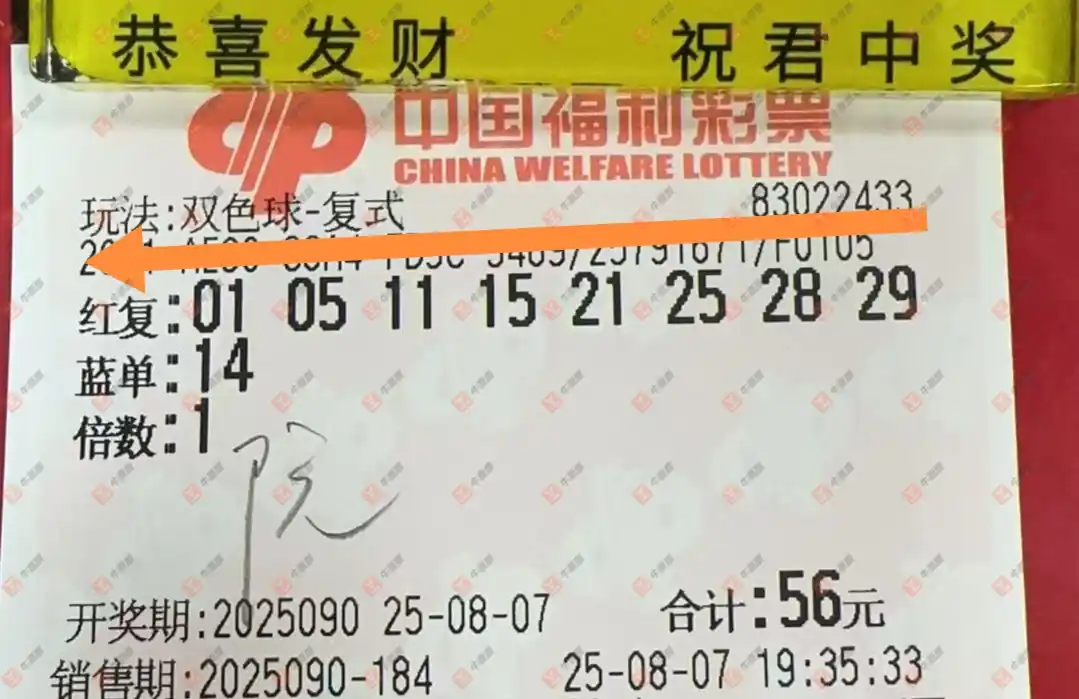 恭喜发财 祝君中奖
中国福利彩票
CHINA WELFARE LOTTERY
玩法:双色球-复式 83022433
红复:01 05 11 15 21 25 28 29
蓝单:14
倍数:1
开奖期:2025090 25-08-07 合计:56元
销售期:2025090-184 25-08-07 19:35:33